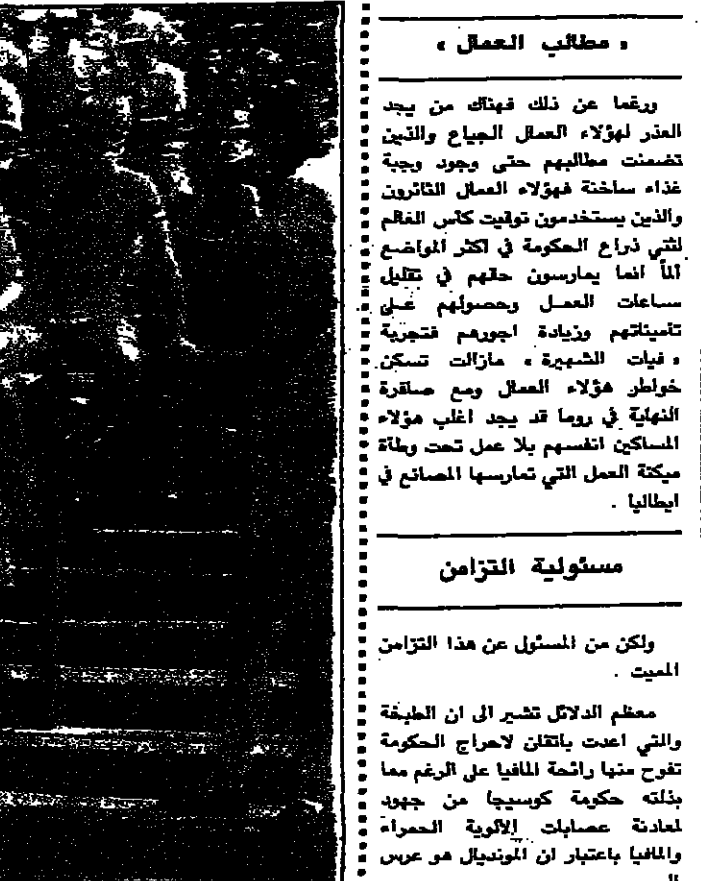 « مطالب العمال »
ورغما عن ذلك فهناك من يجد
العذر لهؤلاء العمال الجياع والذين
تضمنت مطالبهم حتى وجود وجبة
غذاء ساخنة فهؤلاء العمال الثائرون
والذين يستخدمون توقيت كأس العالم
لثني ذراع الحكومة في اكثر المواضع
ألماً انما يمارسون حقهم في تقليل
ساعات العمل وحصولهم على
تأميناتهم وزيادة اجورهم فتجربة
« فيات الشهيرة » مازالت تسكن
خواطر هؤلاء العمال ومع صافرة
النهاية في روما قد يجد اغلب هؤلاء
المساكين انفسهم بلا عمل تحت وطأة
ميكنة العمل التي تمارسها المصانع في
ايطاليا .
مسئولية التزامن
ولكن من المسئول عن هذا التزامن
المميت .
معظم الدلائل تشير الى ان الطبخة
والتي اعدت باتقان لاحراج الحكومة
تفوح منها رائحة المافيا على الرغم مما
بذلته حكومة كوسيجا من جهود
لمهادنة عصابات الالوية الحمراء
والمافيا باعتبار ان المونديال هو عرس